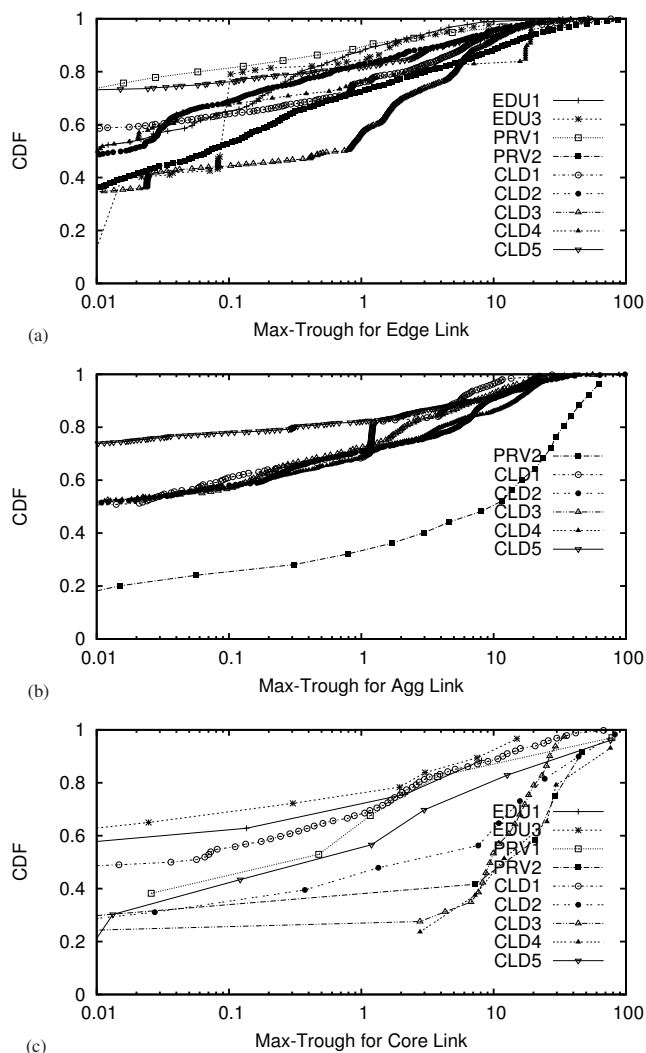 1
0.8
0.6
0.4
0.2
0
CDF
EDU1
EDU3
PRV1
PRV2
CLD1
CLD2
CLD3
CLD4
CLD5
0.01 0.1 1 10 100
(a) Max-Trough for Edge Link
1
0.8
0.6
0.4
0.2
0
CDF
PRV2
CLD1
CLD2
CLD3
CLD4
CLD5
0.01 0.1 1 10 100
(b) Max-Trough for Agg Link
1
0.8
0.6
0.4
0.2
0
CDF
EDU1
EDU3
PRV1
PRV2
CLD1
CLD2
CLD3
CLD4
CLD5
0.01 0.1 1 10 100
(c) Max-Trough for Core Link